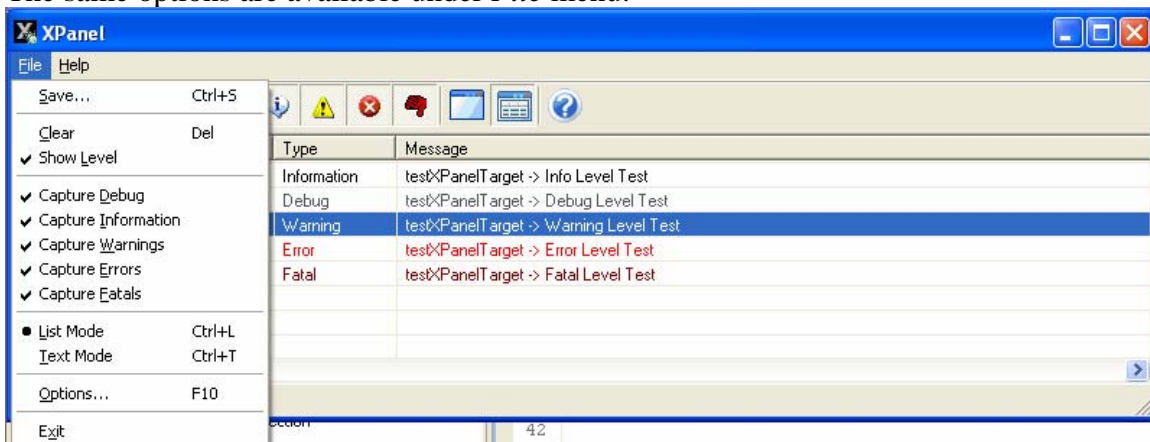 The same options are available under File menu.
XPanel
File Help
Save... Ctrl+S
Clear Del
Show Level
Capture Debug
Capture Information
Capture Warnings
Capture Errors
Capture Fatals
List Mode Ctrl+L
Text Mode Ctrl+T
Options... F10
Exit
Type Message
Information testXPanelTarget -> Info Level Test
Debug testXPanelTarget -> Debug Level Test
Warning testXPanelTarget -> Warning Level Test
Error testXPanelTarget -> Error Level Test
Fatal testXPanelTarget -> Fatal Level Test
42